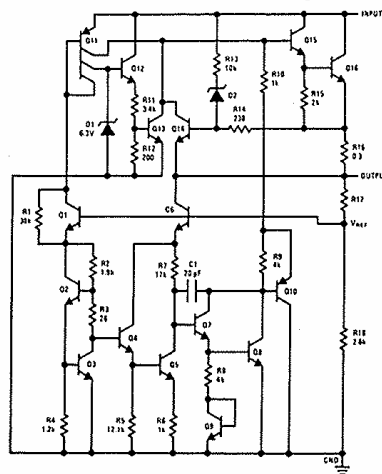 INPUT
Q11
Q15
Q12
Q16
R13
10k
R10
1k
R11
3.4k
D1
6.3V
Q13
Q14
D2
R14
230
R15
2k
R12
200
R16
0.3
OUTPUT
R17
R1
30k
Q1
C6
VREF
R2
1.9k
R7
17k
C1
20 pF
R9
4k
Q2
Q10
R3
26
Q4
Q7
R18
2.6k
Q3
Q5
Q8
R8
4k
R4
1.2k
R5
12.1k
R6
1k
Q9
GND